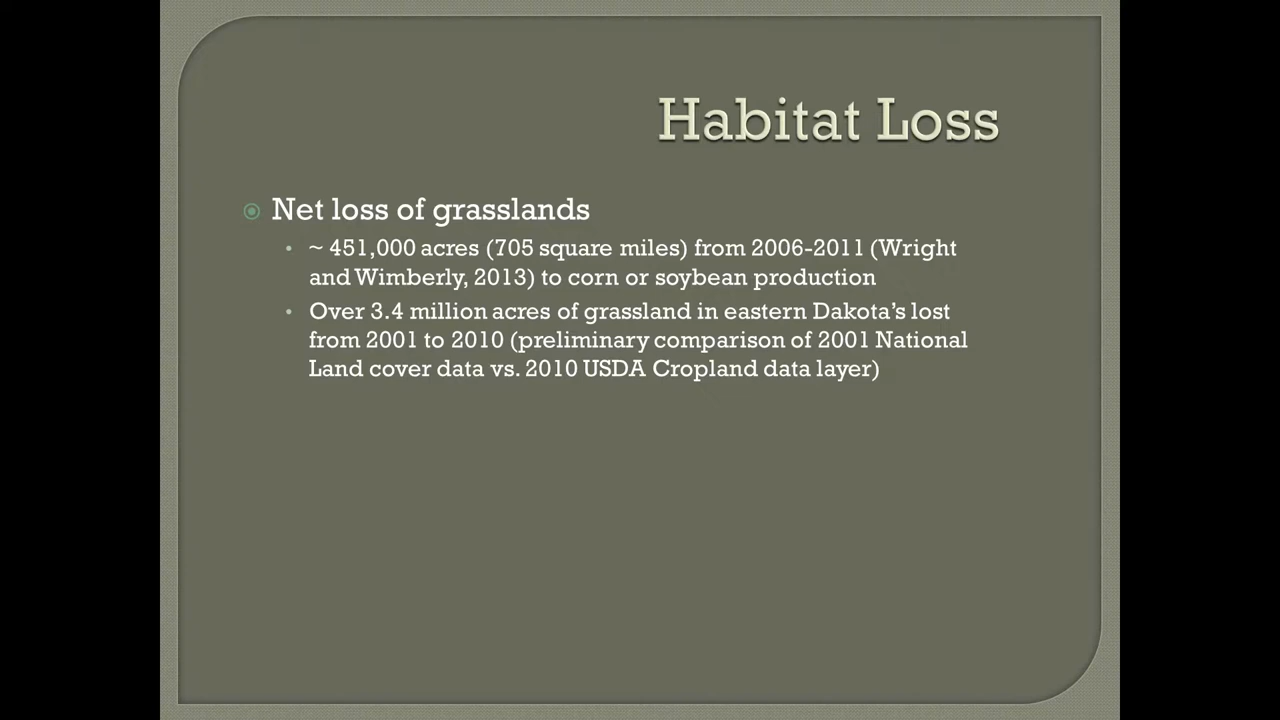 Habitat Loss
Net loss of grasslands
~ 451,000 acres (705 square miles) from 2006-2011 (Wright
and Wimberly, 2013) to corn or soybean production
Over 3.4 million acres of grassland in eastern Dakota's lost
from 2001 to 2010 (preliminary comparison of 2001 National
Land cover data vs. 2010 USDA Cropland data layer)